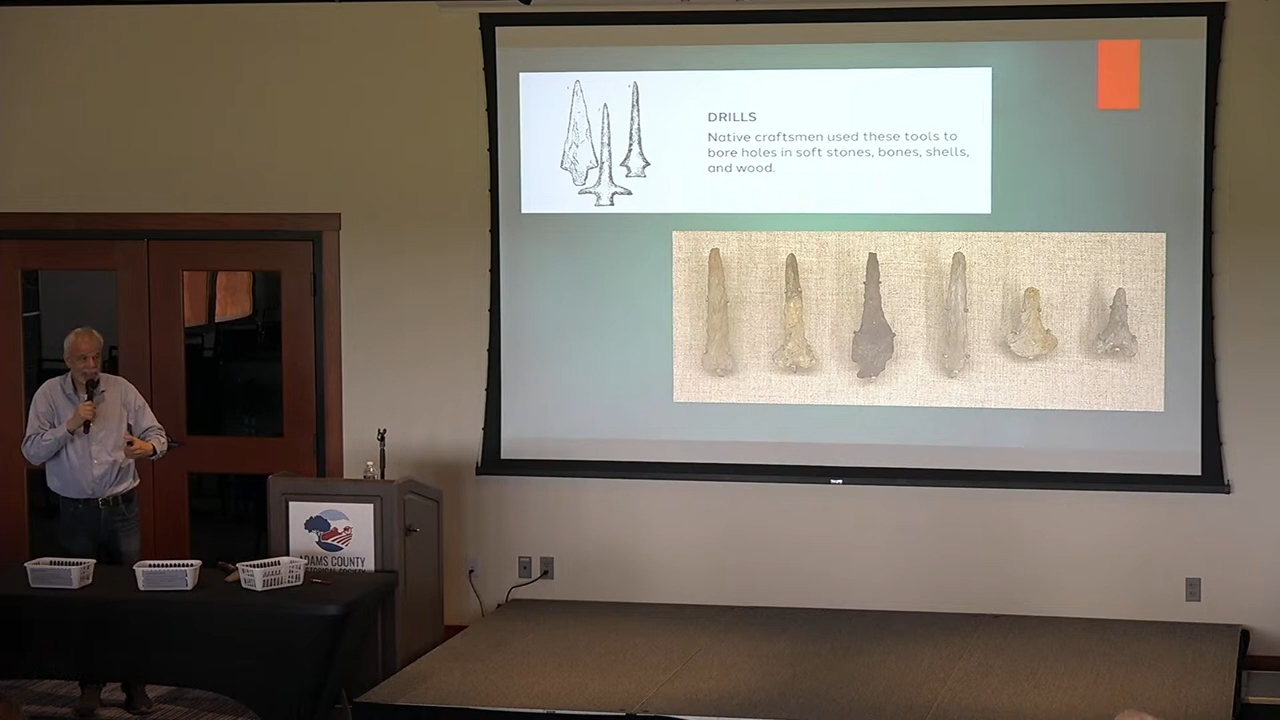 DRILLS
Native craftsmen used these tools to
bore holes in soft stones, bones, shells,
and wood.
ADAMS COUNTY